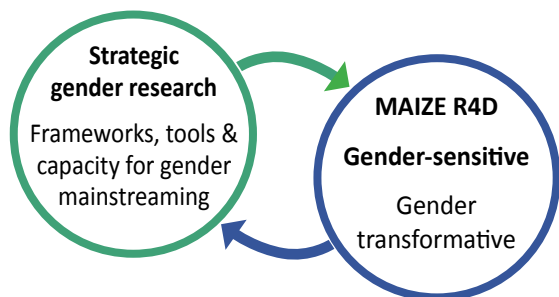 Strategic
gender research
Frameworks, tools &
capacity for gender
mainstreaming
MAIZE R4D
Gender-sensitive
Gender
transformative